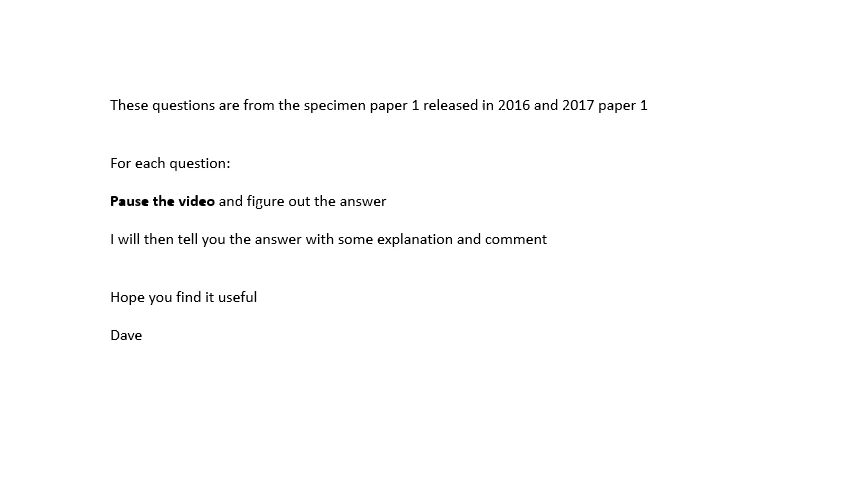 These questions are from the specimen paper 1 released in 2016 and 2017 paper 1
For each question:
Pause the video and figure out the answer
I will then tell you the answer with some explanation and comment
Hope you find it useful
Dave